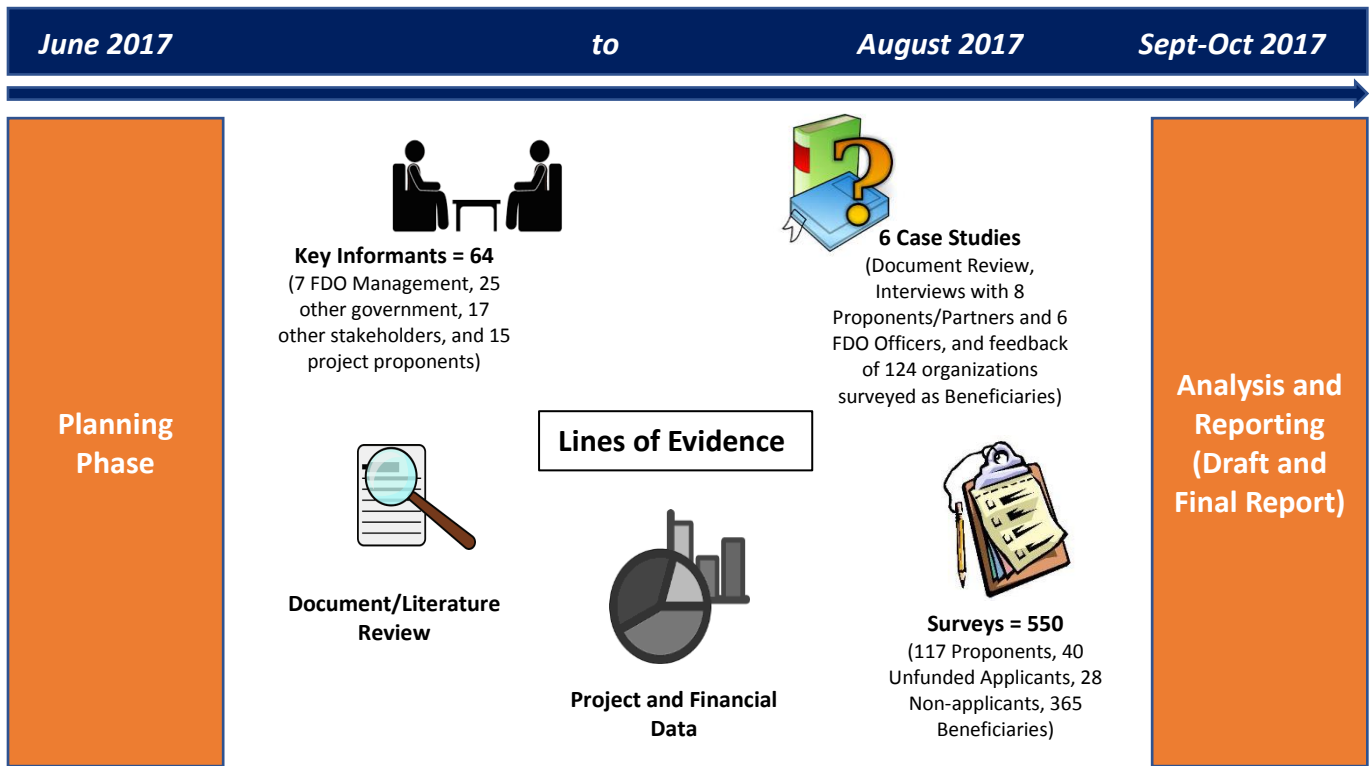 June 2017 to August 2017 Sept-Oct 2017
Planning
Phase
Key Informants = 64
(7 FDO Management, 25
other government, 17
other stakeholders, and 15
project proponents)
6 Case Studies
(Document Review,
Interviews with 8
Proponents/Partners and 6
FDO Officers, and feedback
of 124 organizations
surveyed as Beneficiaries)
Lines of Evidence
Document/Literature
Review
Project and Financial
Data
Surveys = 550
(117 Proponents, 40
Unfunded Applicants, 28
Non-applicants, 365
Beneficiaries)
Analysis and
Reporting
(Draft and
Final Report)